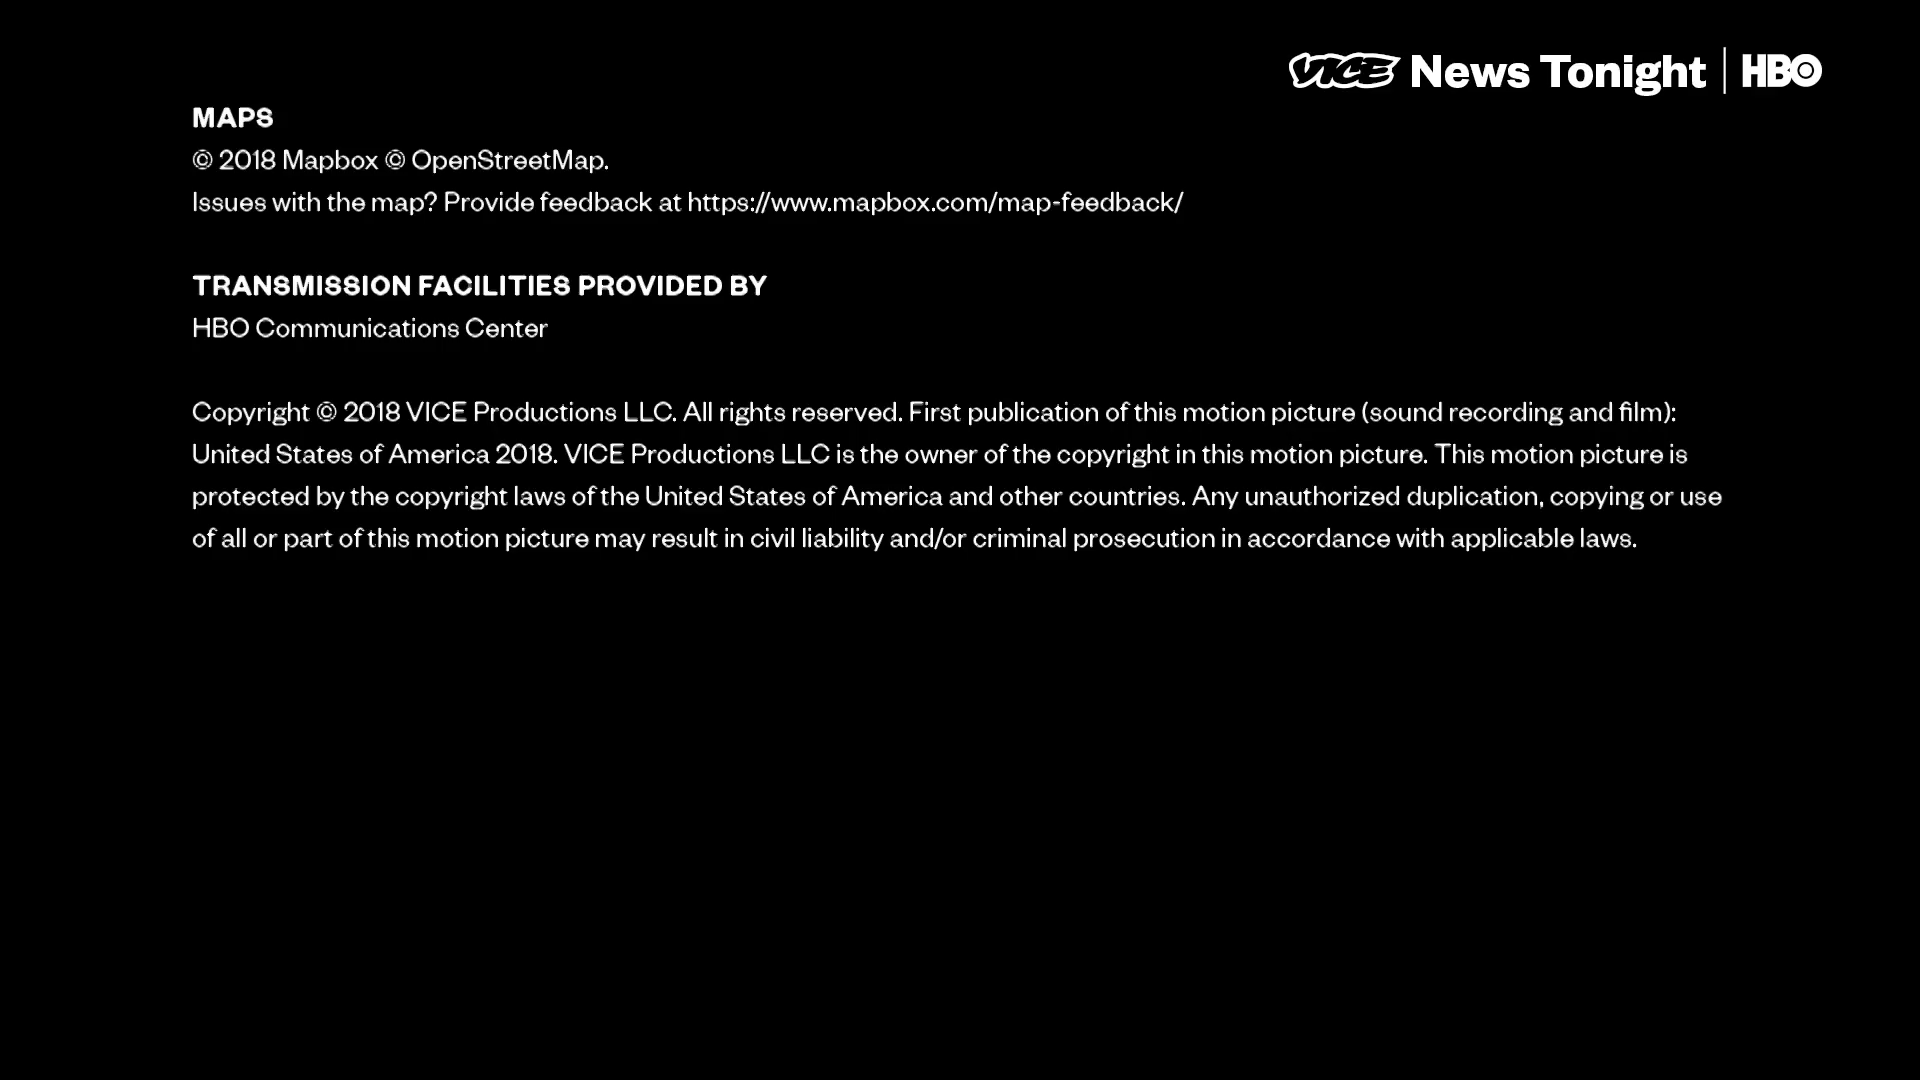 VICE News Tonight | HBO
MAPS
© 2018 Mapbox © OpenStreetMap.
Issues with the map? Provide feedback at https://www.mapbox.com/map-feedback/
TRANSMISSION FACILITIES PROVIDED BY
HBO Communications Center
Copyright © 2018 VICE Productions LLC. All rights reserved. First publication of this motion picture (sound recording and film):
United States of America 2018. VICE Productions LLC is the owner of the copyright in this motion picture. This motion picture is
protected by the copyright laws of the United States of America and other countries. Any unauthorized duplication, copying or use
of all or part of this motion picture may result in civil liability and/or criminal prosecution in accordance with applicable laws.